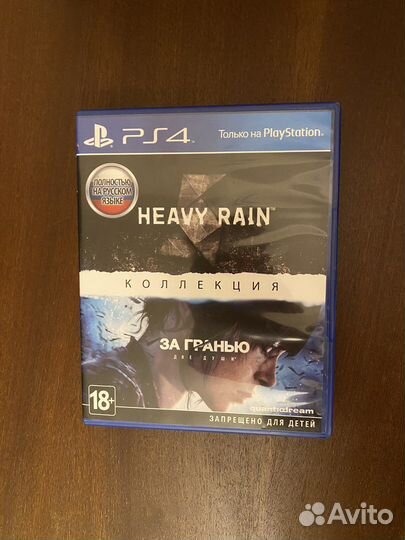 PS4
Только на PlayStation
ПОЛНОСТЬЮ
НА РУССКОМ
ЯЗЫКЕ
HEAVY RAIN™
КОЛЛЕКЦИЯ
ЗА ГРАНЬЮ
ДВЕ ДУШИ
quanticdream
18+
ЗАПРЕЩЕНО ДЛЯ ДЕТЕЙ
Avito